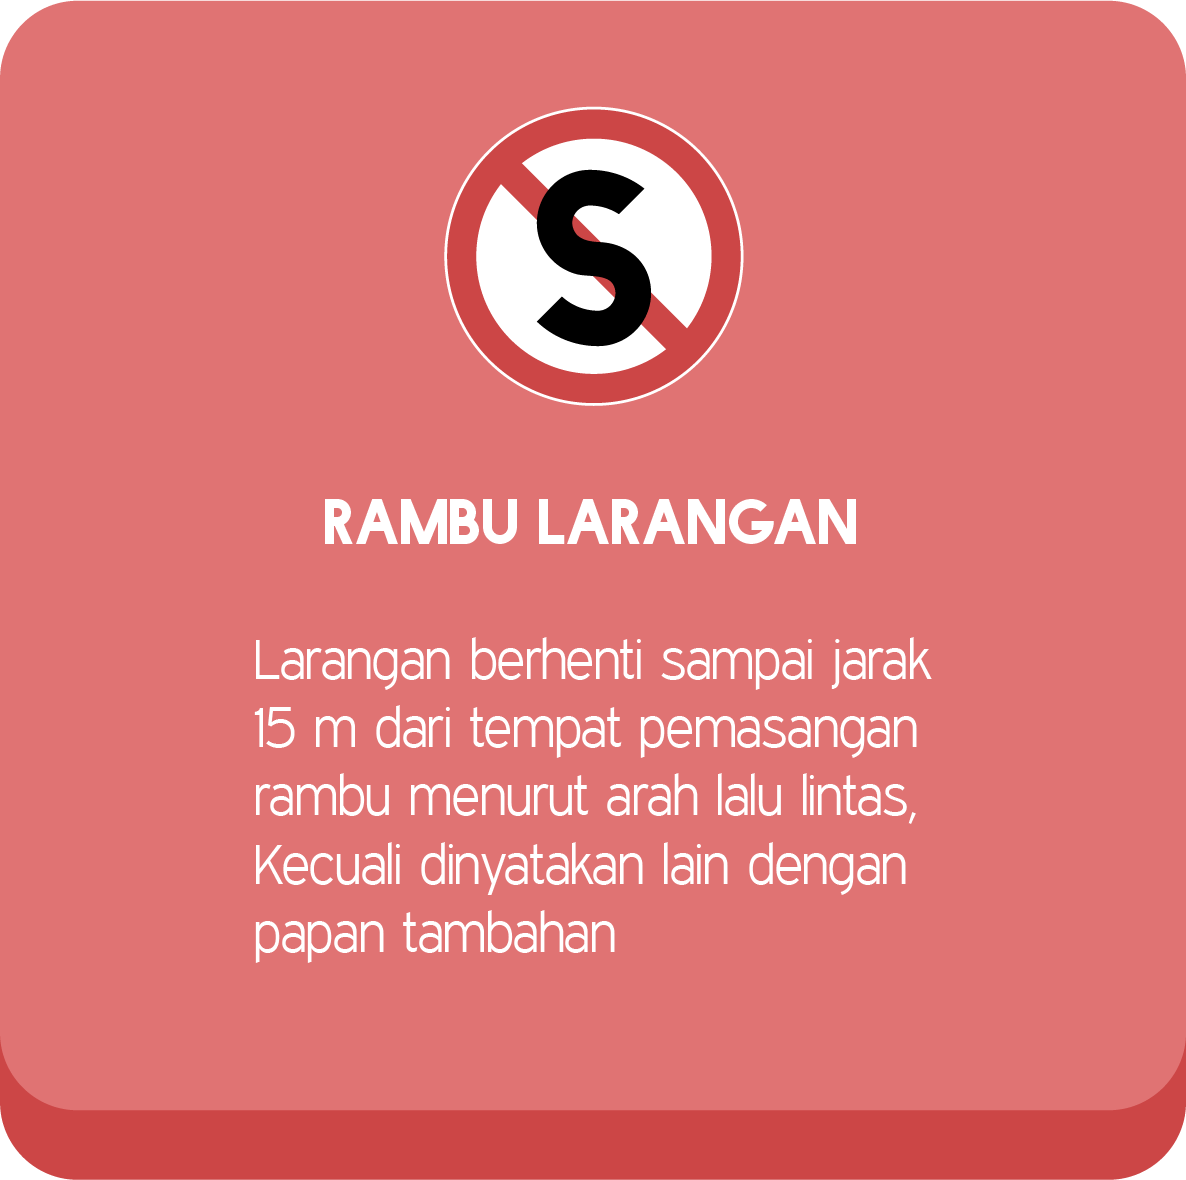 S
RAMBU LARANGAN
Larangan berhenti sampai jarak
15 m dari tempat pemasangan
rambu menurut arah lalu lintas,
Kecuali dinyatakan lain dengan
papan tambahan